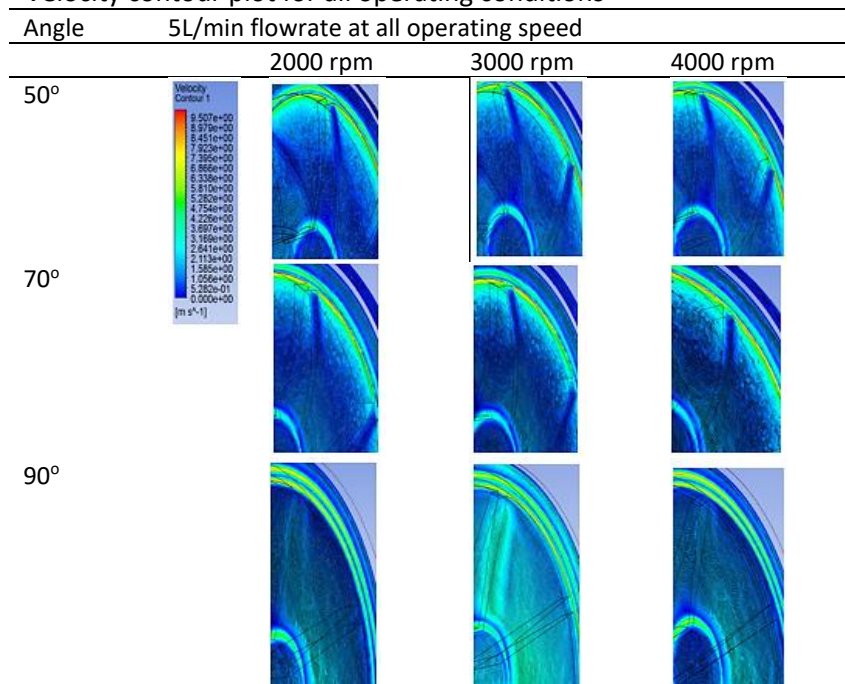 Velocity contour plot for all operating conditions
Angle 5L/min flowrate at all operating speed
2000 rpm 3000 rpm 4000 rpm
50°
Velocity
Contour 1
9.507e+00
8.979e+00
8.451e+00
7.923e+00
7.395e+00
6.866e+00
6.338e+00
5.810e+00
5.282e+00
4.754e+00
4.226e+00
3.697e+00
3.169e+00
2.641e+00
2.113e+00
1.585e+00
1.056e+00
5.282e-01
0.000e+00
[m s^-1]
70°
90°